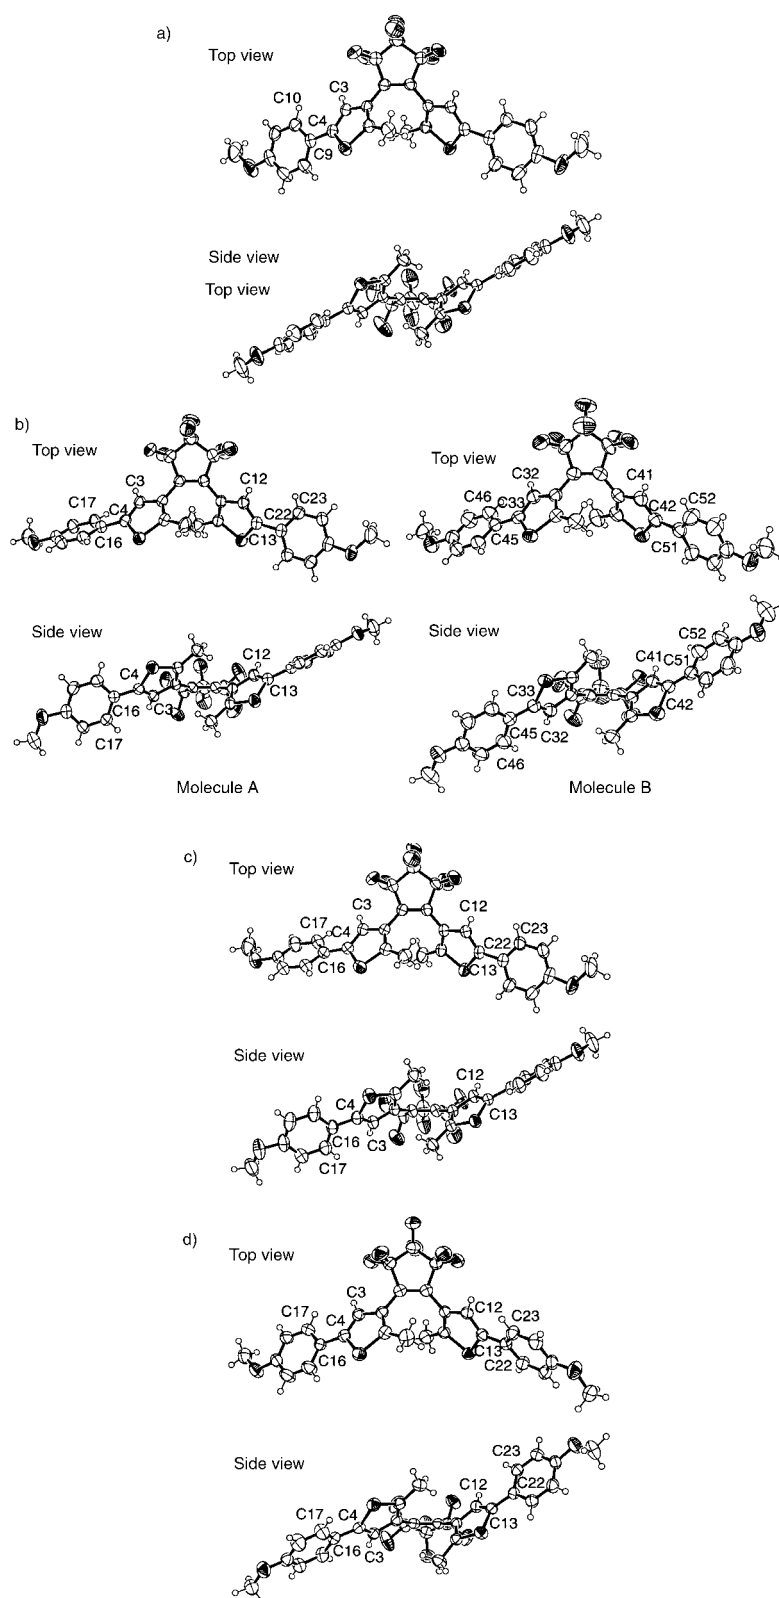 a)
Top view
C10
C3
C4
C9
Side view
Top view
b)
Top view
C3
C12
C17
C4
C22
C23
C16
C13
Top view
C32
C41
C46
C33
C42
C52
C45
C51
Side view
C4
C12
C16
C3
C13
C17
Side view
C52
C41
C51
C33
C42
C45
C32
C46
Molecule A
Molecule B
c)
Top view
C3
C12
C17
C4
C22
C23
C16
C13
Side view
C12
C4
C13
C16
C3
C17
d)
Top view
C3
C12
C17
C4
C23
C16
C13
C22
Side view
C23
C12
C22
C17
C4
C13
C16
C3